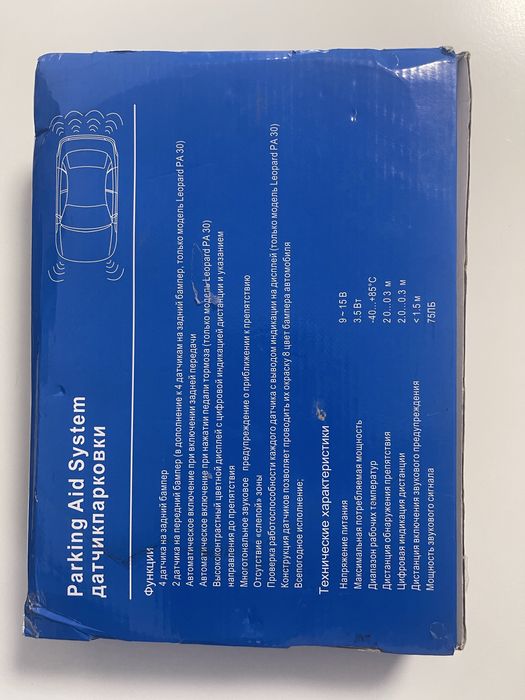 Parking Aid System
датчикпарковки
Функции
4 датчика на задний бампер
2 датчика на передний бампер (в дополнение к 4 датчикам на задний бампер, только модель Leopard PA 30)
Автоматическое включение при включении задней передачи
Автоматическое включение при нажатии педали тормоза (только модель Leopard PA 30)
Высококонтрастный цветной дисплей с цифровой индикацией дистанции и указанием
направления до препятствия
Многотональное звуковое предупреждение о приближении к препятствию
Отсутствие «слепой» зоны
Проверка работоспособности каждого датчика с выводом индикации на дисплей (только модель Leopard PA 30)
Конструкция датчиков позволяет проводить их окраску 8 цвет бампера автомобиля
Всепогодное исполнение;
Технические характеристики
Напряжение питания 9~15 В
Максимальная потребляемая мощность 3.5 Вт
Диапазон рабочих температур -40...+85°C
Дистанция обнаружения препятствия 2.0...0.3 м
Цифровая индикация дистанции 2.0...0.3 м
Дистанция включения звукового предупреждения <1.5 м
Мощность звукового сигнала 75ПБ